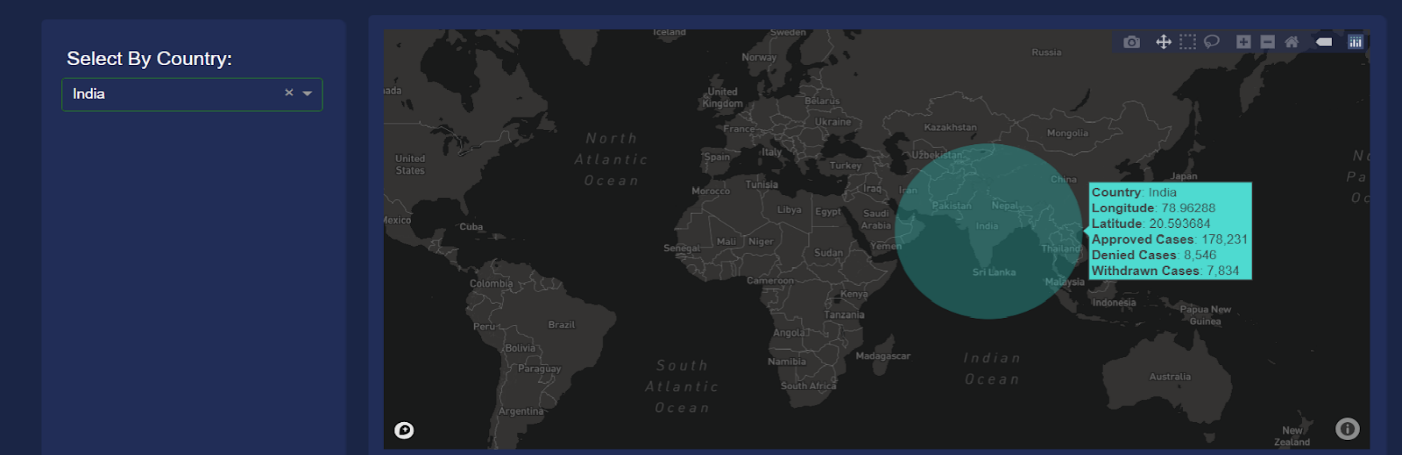 Select By Country:
India
Iceland
Sweden
Russia
Norway
nada
United
Kingdom
Belarus
North
Atlantic
Ocean
France
Ukraine
Kazakhstan
Mongolia
United
States
Spain
Italy
Turkey
Uzbekistan
China
Japan
Morocco
Tunisia
Iraq
Iran
Mexico
Cuba
Libya
Egypt
Saudi
Arabia
Pakistan
Nepal
India
Senegal
Mali
Niger
Sudan
Yemen
Thailand
Sri Lanka
Malaysia
Country: India
Longitude: 78.96288
Latitude: 20.593684
Approved Cases: 178,231
Denied Cases: 8,546
Withdrawn Cases: 7,834
Colombia
Cameroon
Kenya
Tanzania
Indonesia
Papua New
Guinea
Peru
Brazil
Angola
Bolivia
Paraguay
Namibia
Madagascar
South
Atlantic
Ocean
Indian
Ocean
South Africa
Australia
Argentina
New
Zealand